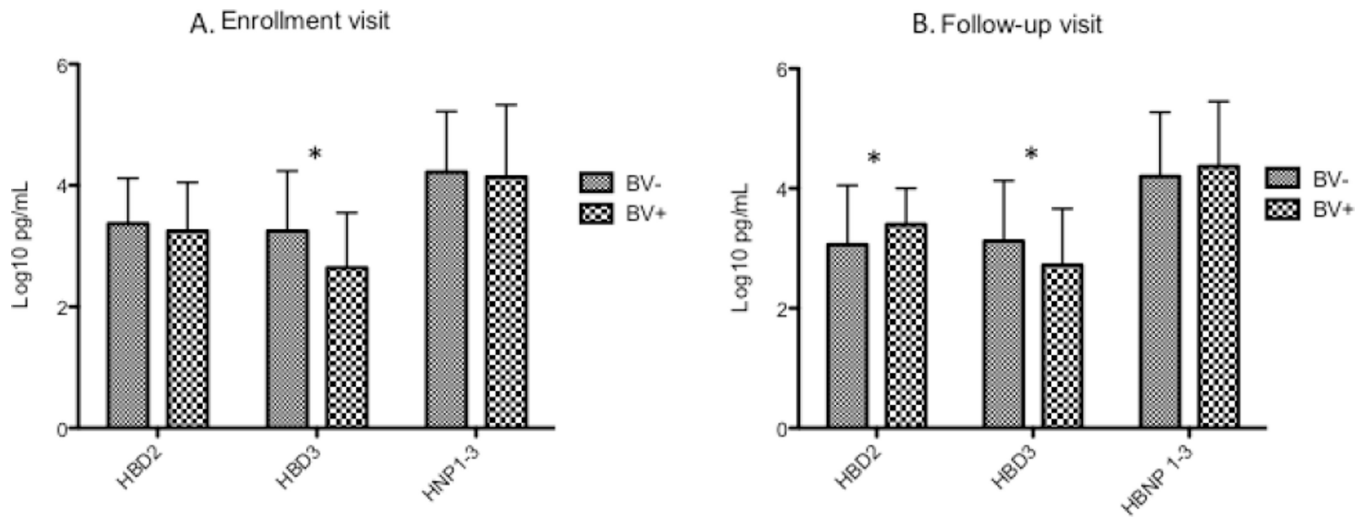 A. Enrollment visit
6
4
2
0
Log10 pg/mL
*
HBD2
HBD3
HNP1-3
BV-
BV+
B. Follow-up visit
6
4
2
0
Log10 pg/mL
*
*
HBD2
HBD3
HBNP 1-3
BV-
BV+